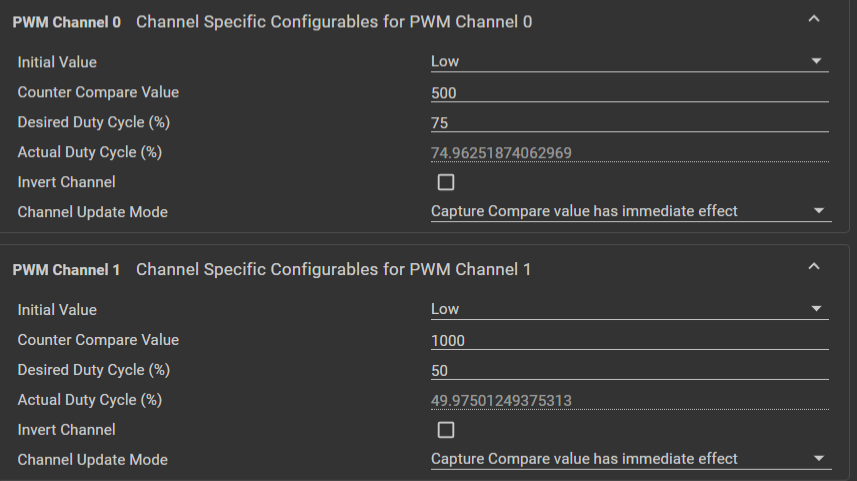 PWM Channel 0 Channel Specific Configurables for PWM Channel 0
Initial Value Low
Counter Compare Value 500
Desired Duty Cycle (%) 75
Actual Duty Cycle (%) 74.96251874062969
Invert Channel
Channel Update Mode Capture Compare value has immediate effect
PWM Channel 1 Channel Specific Configurables for PWM Channel 1
Initial Value Low
Counter Compare Value 1000
Desired Duty Cycle (%) 50
Actual Duty Cycle (%) 49.97501249375313
Invert Channel
Channel Update Mode Capture Compare value has immediate effect